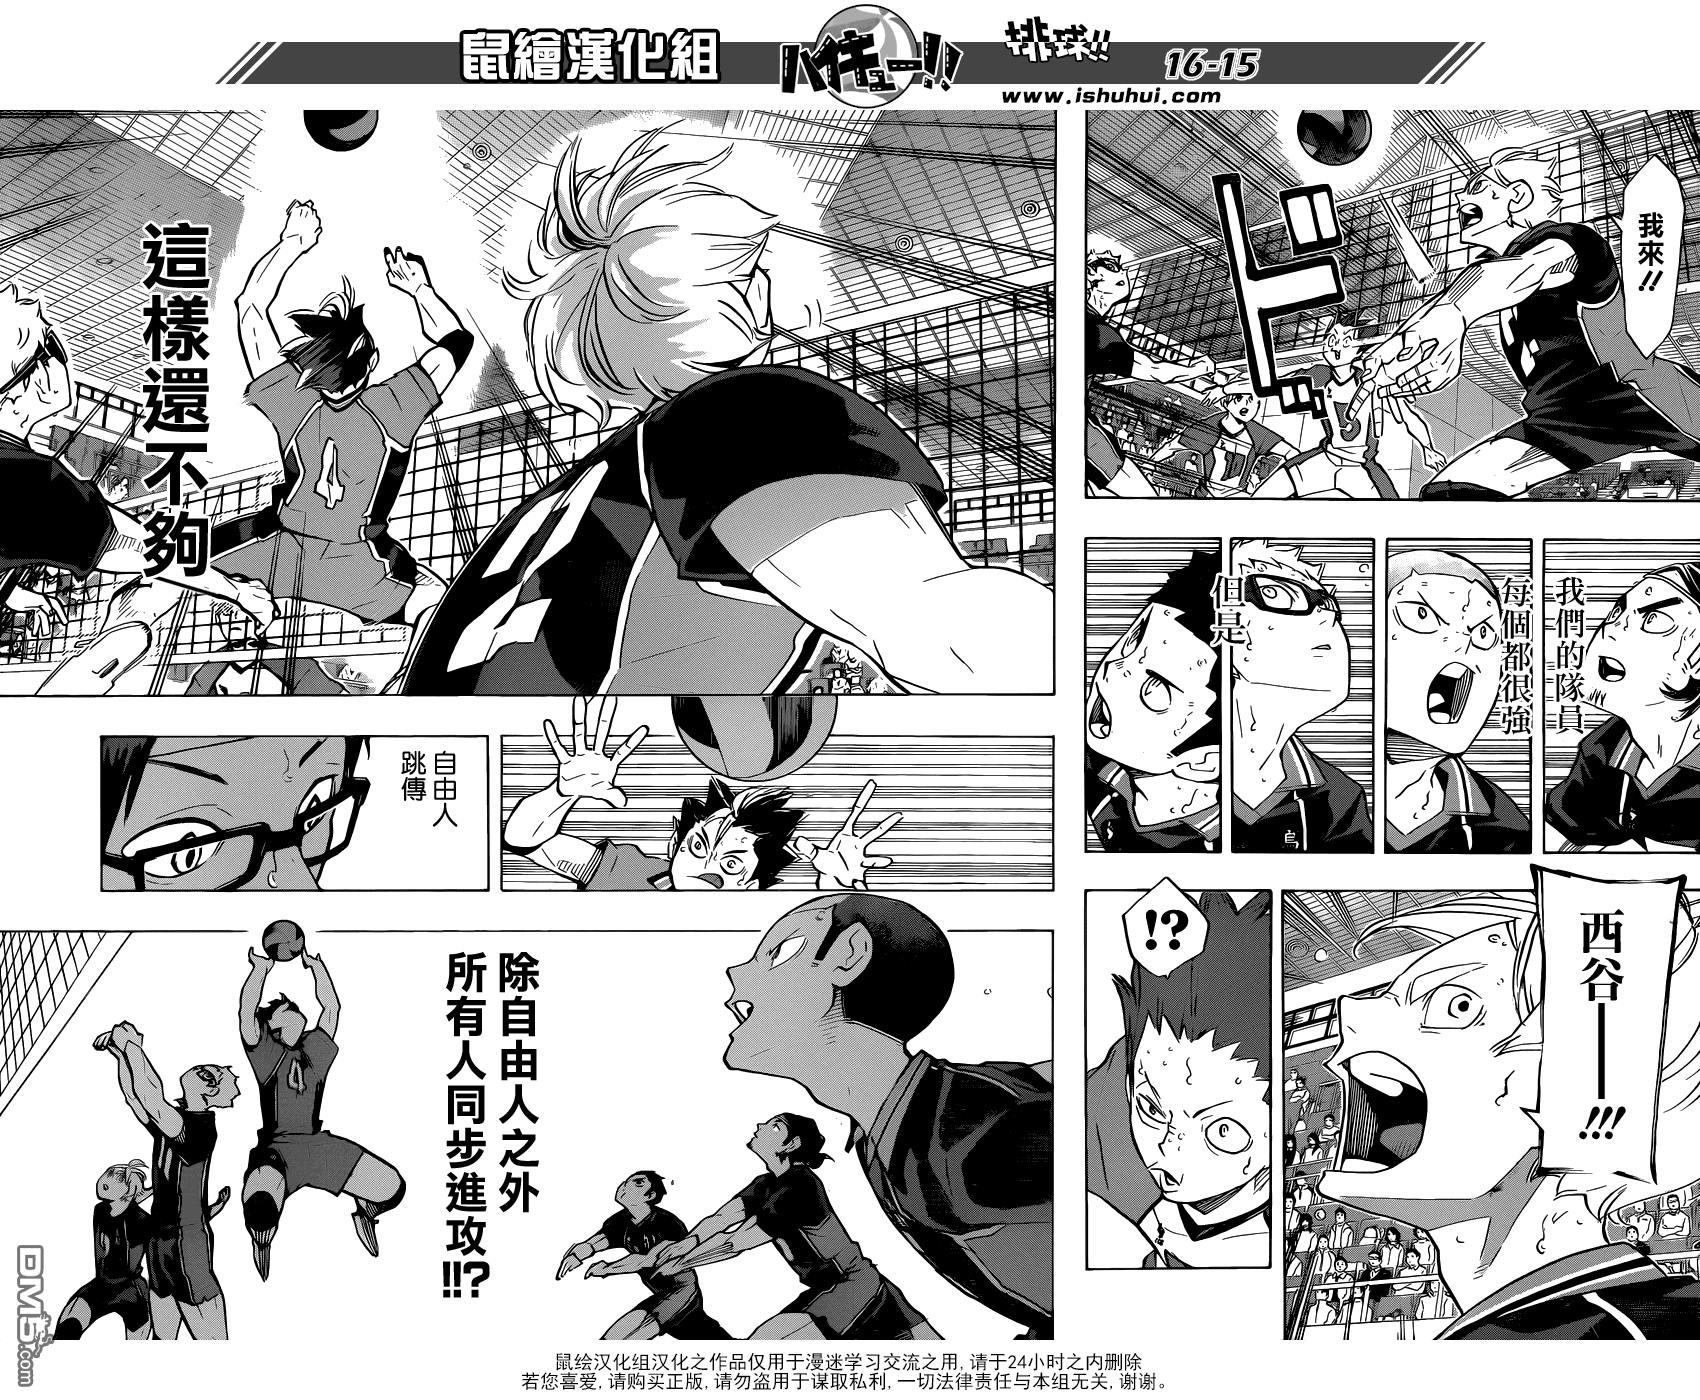 鼠繪漢化組
ハイキュー!!
排球!!
16-15
www.ishuhui.com
我來!!
ド
我們的隊員
每個都很強
但是
烏
西谷——!!!
!?
這樣還不夠
4
自由人
跳傳
除自由人之外
所有人同步進攻!!?
4
DM5.com
鼠绘汉化组汉化之作品仅用于漫迷学习交流之用,请于24小时之内删除
若您喜爱,请购买正版,请勿盗用于谋取私利,一切法律责任与本组无关,谢谢。